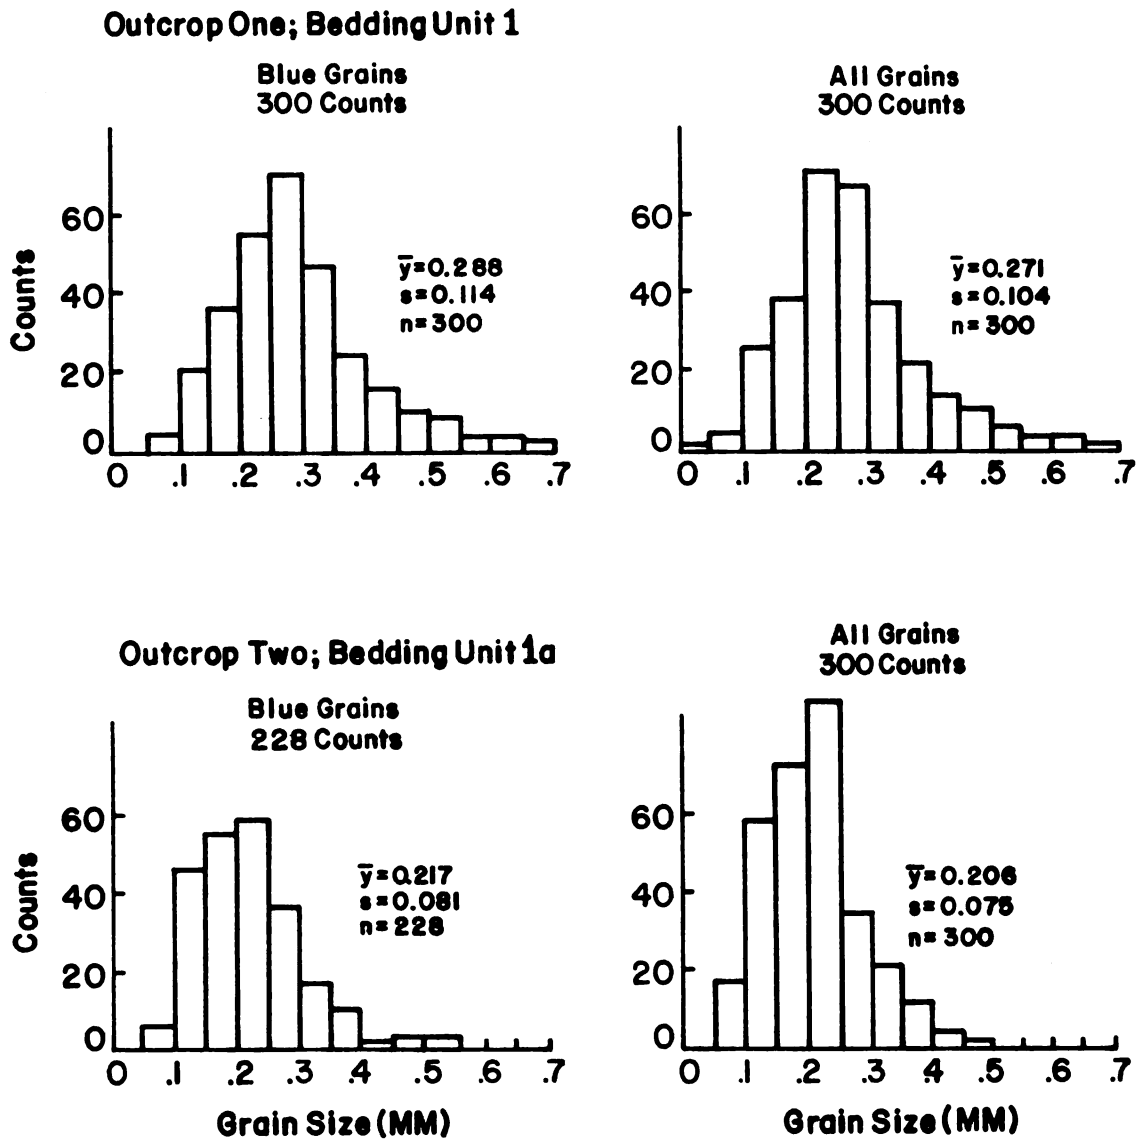 Outcrop One; Bedding Unit 1
Blue Grains
300 Counts
Counts
60
40
20
0
0 .1 .2 .3 .4 .5 .6 .7
y̅=0.288
s=0.114
n=300
All Grains
300 Counts
60
40
20
0
0 .1 .2 .3 .4 .5 .6 .7
y̅=0.271
s=0.104
n=300
Outcrop Two; Bedding Unit 1a
Blue Grains
228 Counts
Counts
60
40
20
0
0 .1 .2 .3 .4 .5 .6 .7
Grain Size (MM)
y̅=0.217
s=0.081
n=228
All Grains
300 Counts
60
40
20
0
0 .1 .2 .3 .4 .5 .6 .7
Grain Size (MM)
y̅=0.206
s=0.075
n=300